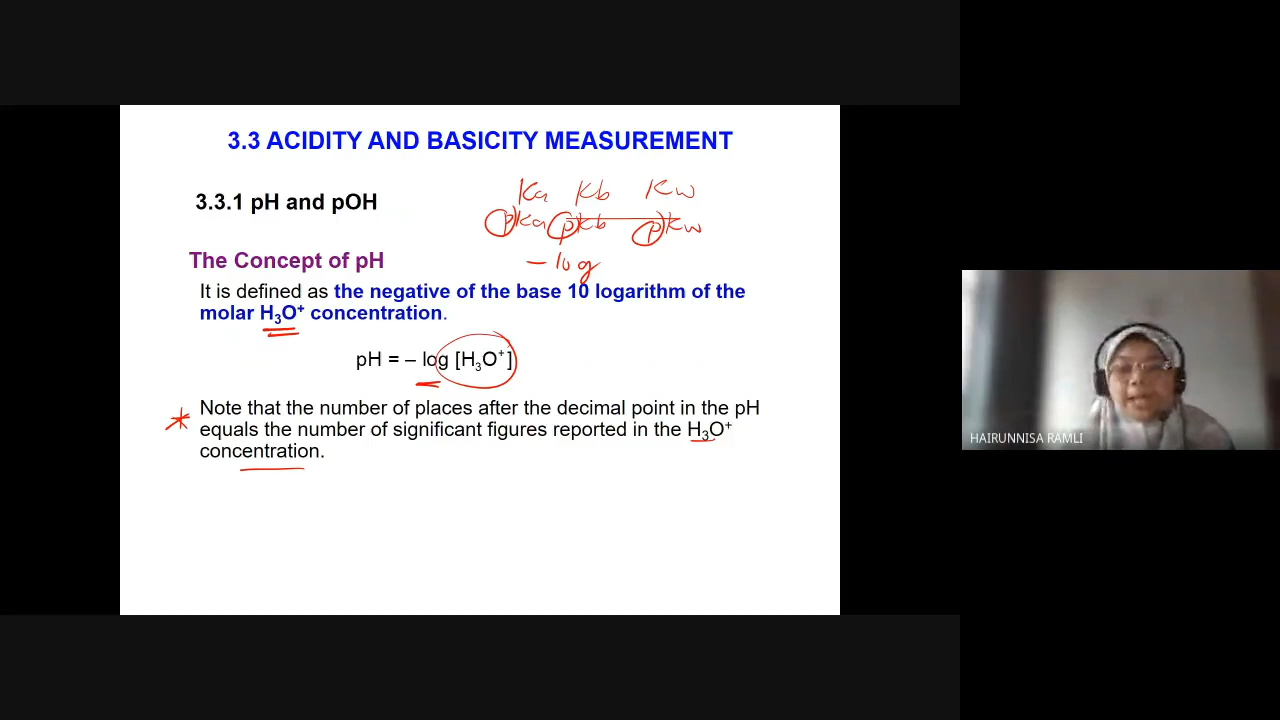 3.3 ACIDITY AND BASICITY MEASUREMENT
Ka Kb Kw
3.3.1 pH and pOH
pKa pKb pKw
The Concept of pH
– log
It is defined as the negative of the base 10 logarithm of the
molar H₃O⁺ concentration.
pH = – log [H₃O⁺]
* Note that the number of places after the decimal point in the pH
equals the number of significant figures reported in the H₃O⁺
concentration.
HAIRUNNISA RAMLI